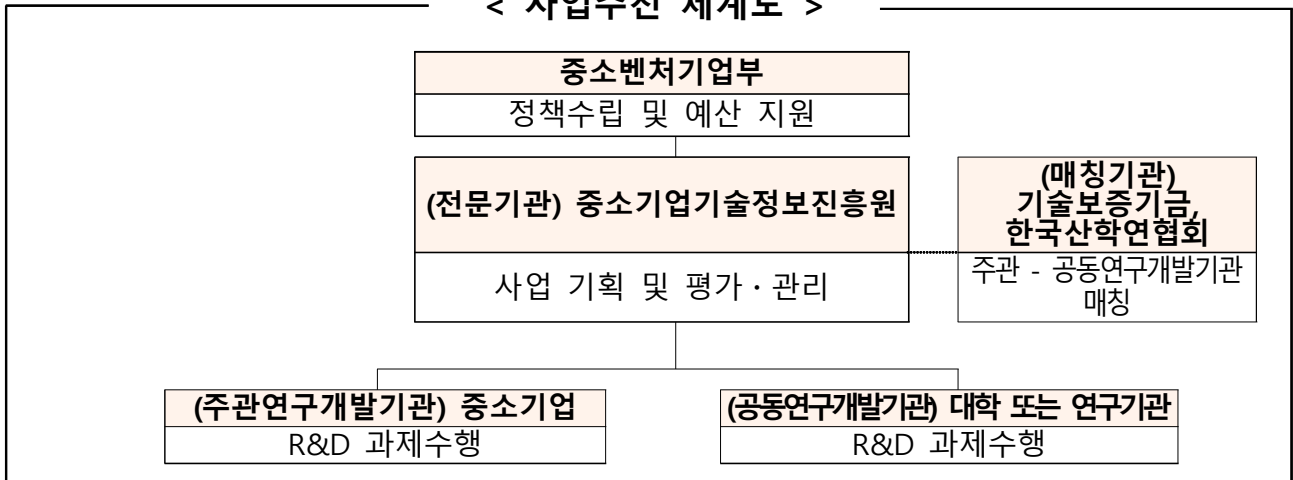 < 사업추진 체계도 >
중소벤처기업부
정책수립 및 예산 지원
(전문기관) 중소기업기술정보진흥원
사업 기획 및 평가·관리
(매칭기관)
기술보증기금,
한국산학연협회
주관 - 공동연구개발기관
매칭
(주관연구개발기관) 중소기업
R&D 과제수행
(공동연구개발기관) 대학 또는 연구기관
R&D 과제수행